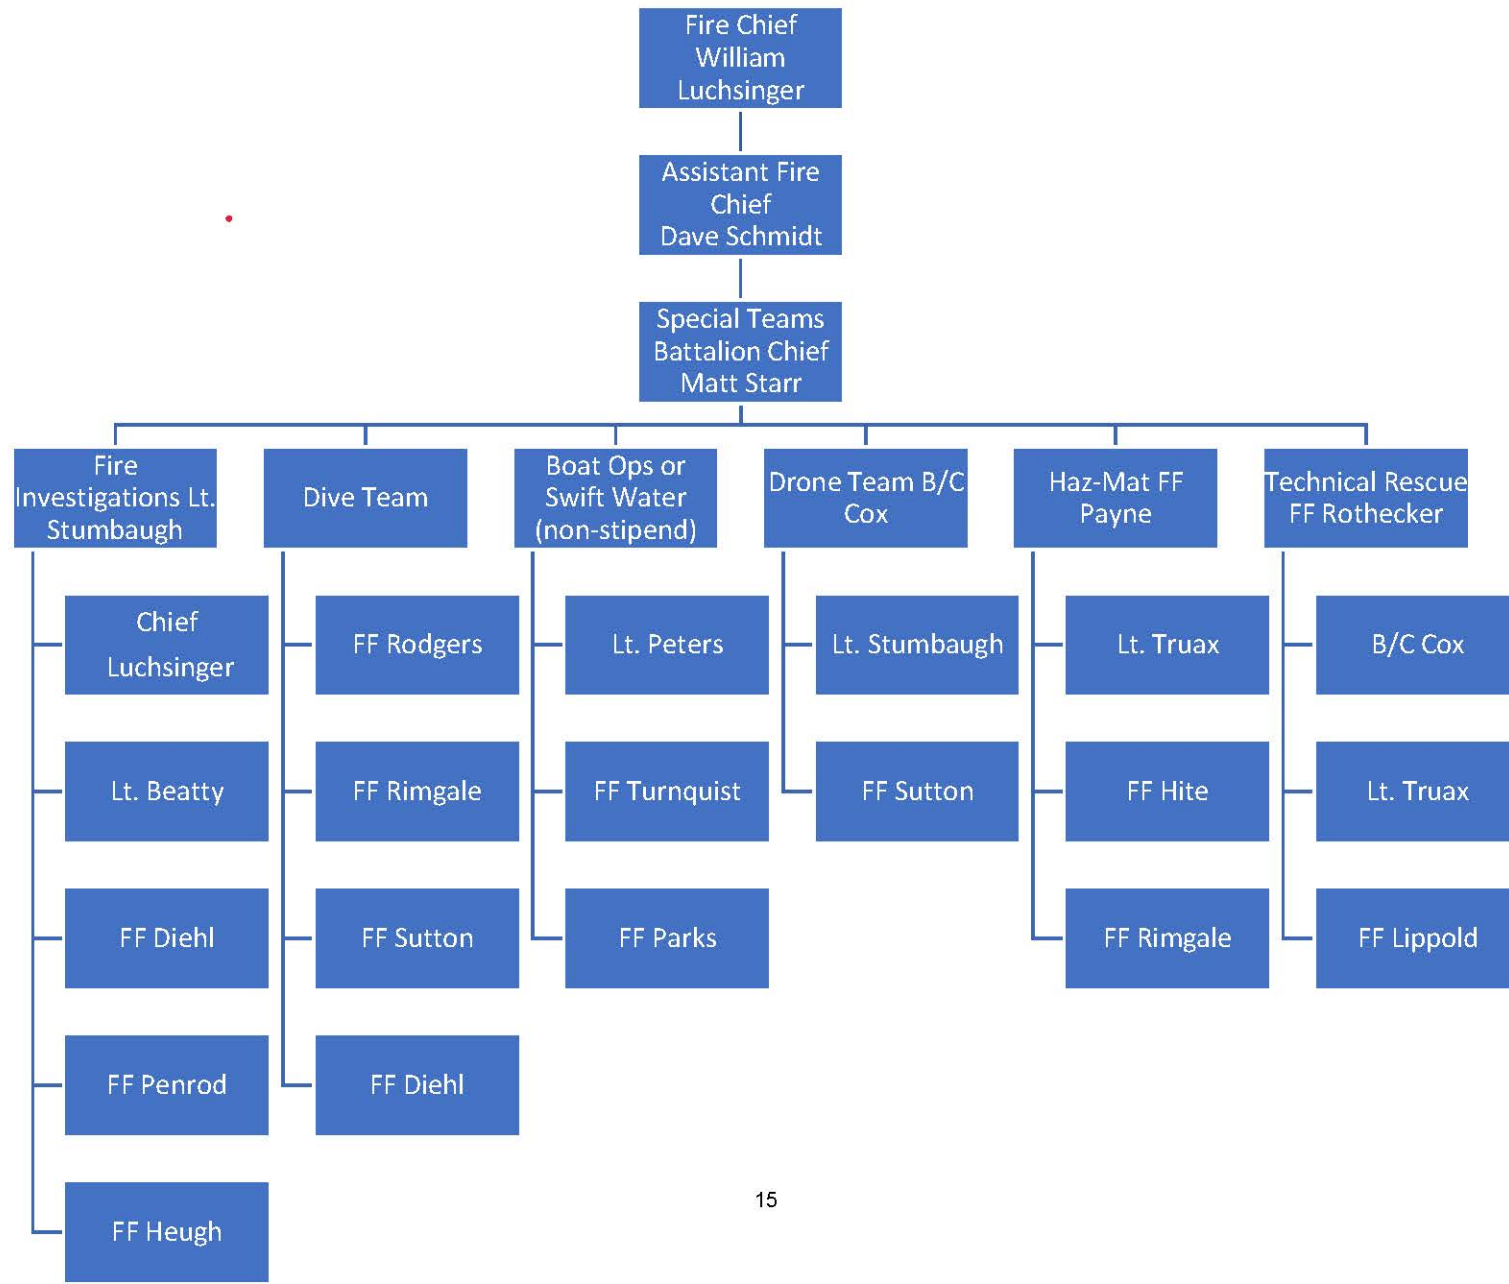 Fire Chief
William
Luchsinger
Assistant Fire
Chief
Dave Schmidt
Special Teams
Battalion Chief
Matt Starr
Fire
Investigations Lt.
Stumbaugh
Chief
Luchsinger
Lt. Beatty
FF Diehl
FF Penrod
FF Heugh
Dive Team
FF Rodgers
FF Rimgale
FF Sutton
FF Diehl
Boat Ops or
Swift Water
(non-stipend)
Lt. Peters
FF Turnquist
FF Parks
Drone Team B/C
Cox
Lt. Stumbaugh
FF Sutton
Haz-Mat FF
Payne
Lt. Truax
FF Hite
FF Rimgale
Technical Rescue
FF Rothecker
B/C Cox
Lt. Truax
FF Lippold
15